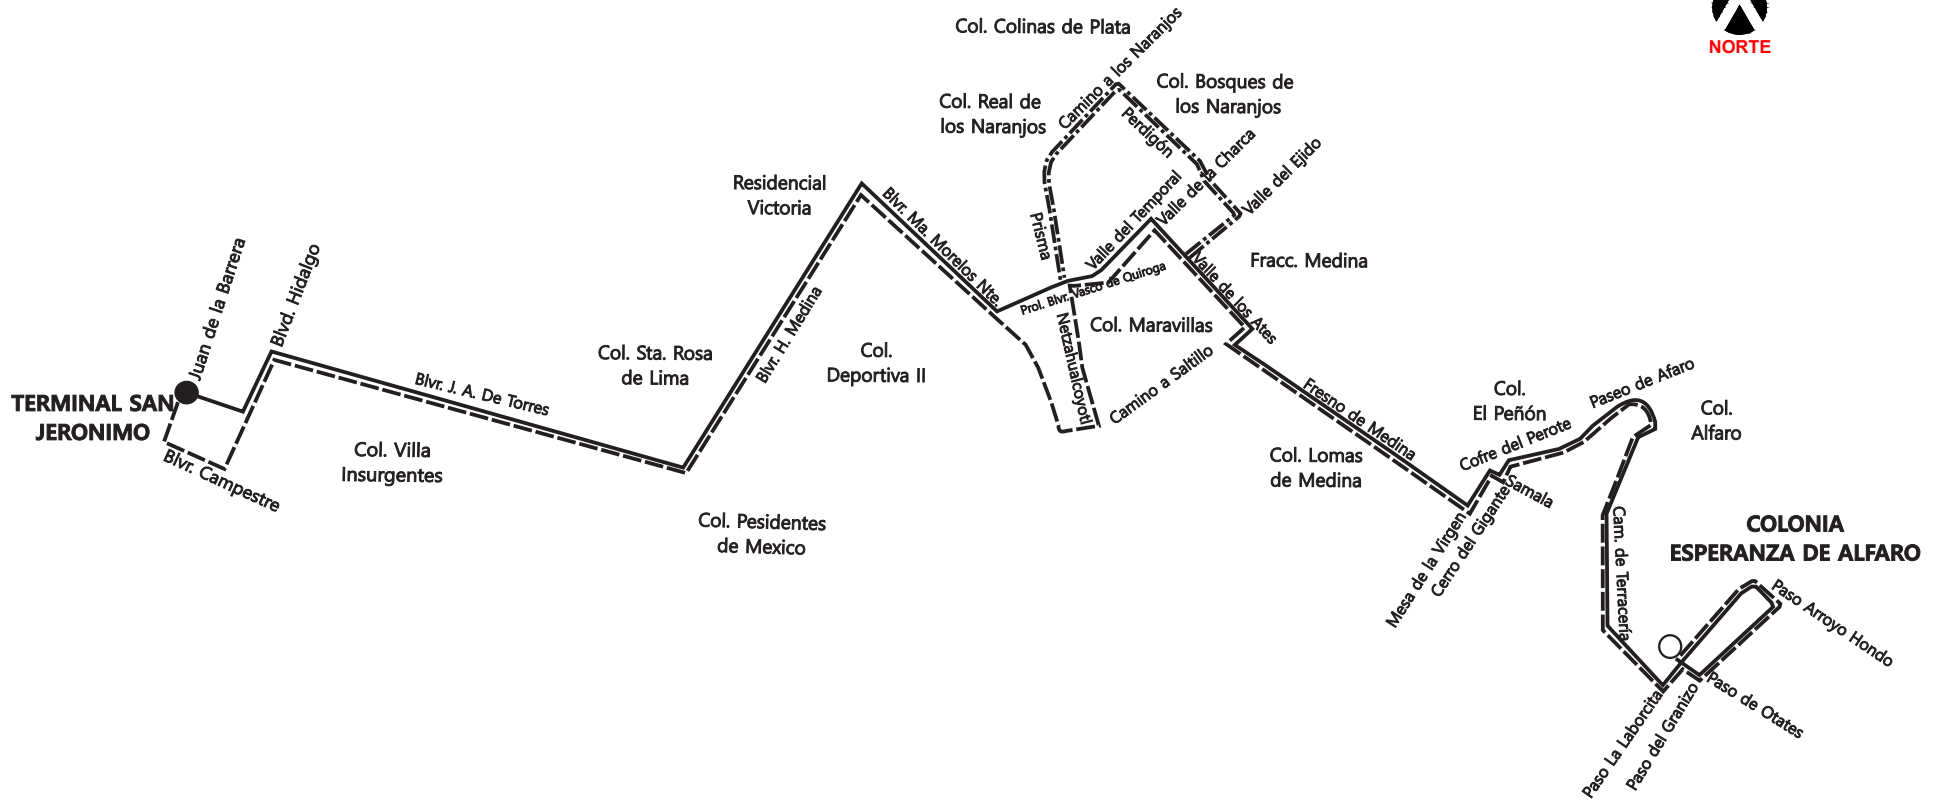 NORTE
Col. Colinas de Plata
Camino a los Naranjos
Col. Bosques de
los Naranjos
Col. Real de
los Naranjos
Perdigón
Valle de la Charca
Valle del Ejido
Residencial
Victoria
Blvr. Ma. Morelos Nte.
Prisma
Valle del Temporal
Fracc. Medina
Prol. Blvr. Vasco de Quiroga
Valle de los Ates
Juan de la Barrera
Blvd. Hidalgo
Blvr. H. Medina
Netzahualcoyotl
Col. Maravillas
Col. Sta. Rosa
de Lima
Col.
Deportiva II
Camino a Saltillo
Blvr. J. A. De Torres
TERMINAL SAN
JERONIMO
Fresno de Medina
Col.
El Peñón
Paseo de Afaro
Col.
Alfaro
Blvr. Campestre
Col. Villa
Insurgentes
Col. Lomas
de Medina
Cofre del Perote
Samala
Mesa de la Virgen
Cerro del Gigante
Col. Pesidentes
de Mexico
Cam. de Terracería
COLONIA
ESPERANZA DE ALFARO
Paso Arroyo Hondo
Paso de Otates
Paso La Laborcita
Paso del Granizo